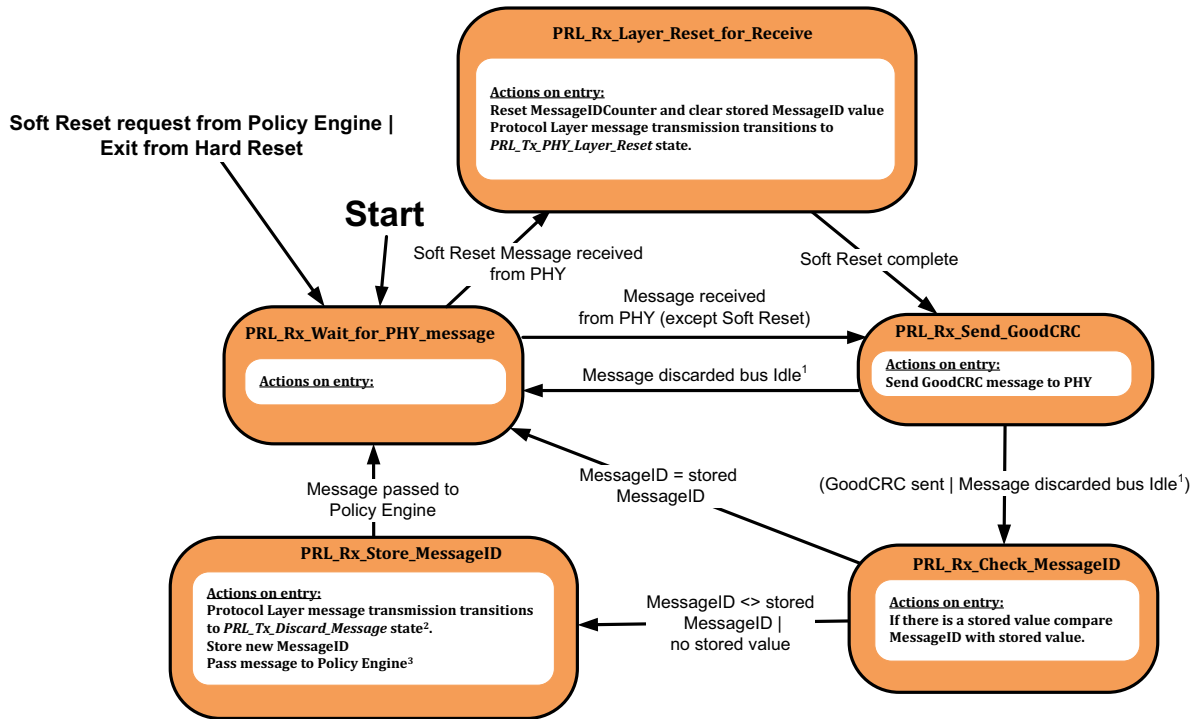 PRL_Rx_Layer_Reset_for_Receive
Actions on entry:
Reset MessageIDCounter and clear stored MessageID value
Protocol Layer message transmission transitions to
PRL_Tx_PHY_Layer_Reset state.
Soft Reset request from Policy Engine |
Exit from Hard Reset
Start
Soft Reset Message received
from PHY
Soft Reset complete
Message received
from PHY (except Soft Reset)
PRL_Rx_Wait_for_PHY_message
Actions on entry:
PRL_Rx_Send_GoodCRC
Actions on entry:
Send GoodCRC message to PHY
Message discarded bus Idle¹
MessageID = stored
MessageID
(GoodCRC sent | Message discarded bus Idle¹)
Message passed to
Policy Engine
PRL_Rx_Store_MessageID
Actions on entry:
Protocol Layer message transmission transitions
to PRL_Tx_Discard_Message state².
Store new MessageID
Pass message to Policy Engine³
MessageID <> stored
MessageID |
no stored value
PRL_Rx_Check_MessageID
Actions on entry:
If there is a stored value compare
MessageID with stored value.